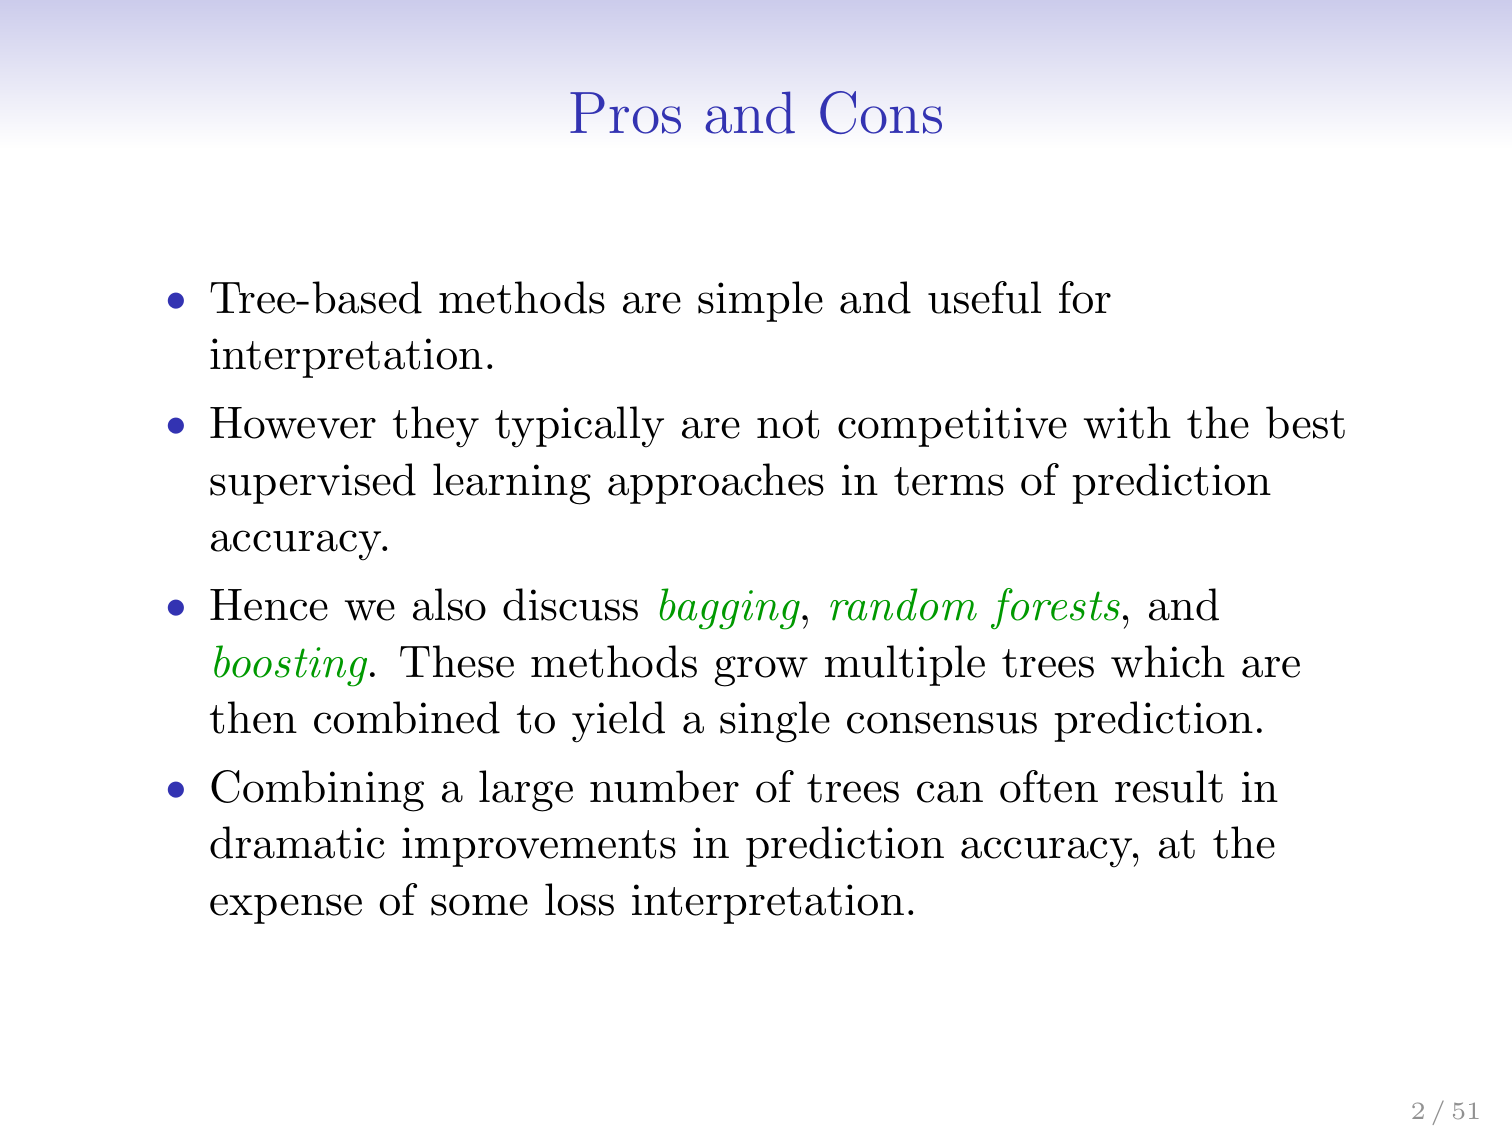 Pros and Cons
• Tree-based methods are simple and useful for
interpretation.
• However they typically are not competitive with the best
supervised learning approaches in terms of prediction
accuracy.
• Hence we also discuss bagging, random forests, and
boosting. These methods grow multiple trees which are
then combined to yield a single consensus prediction.
• Combining a large number of trees can often result in
dramatic improvements in prediction accuracy, at the
expense of some loss interpretation.
2 / 51